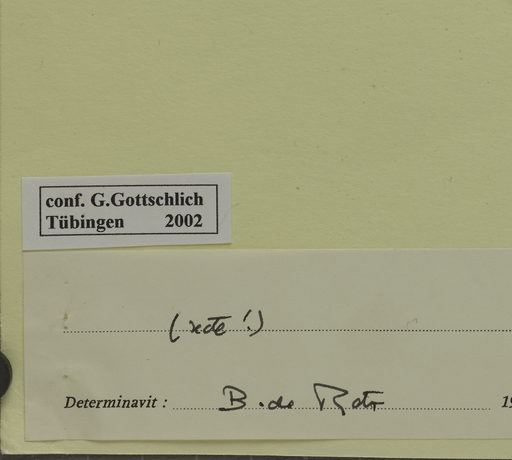 conf. G.Gottschlich
Tübingen 2002
(recte !)
Determinavit : B. de Retz 19